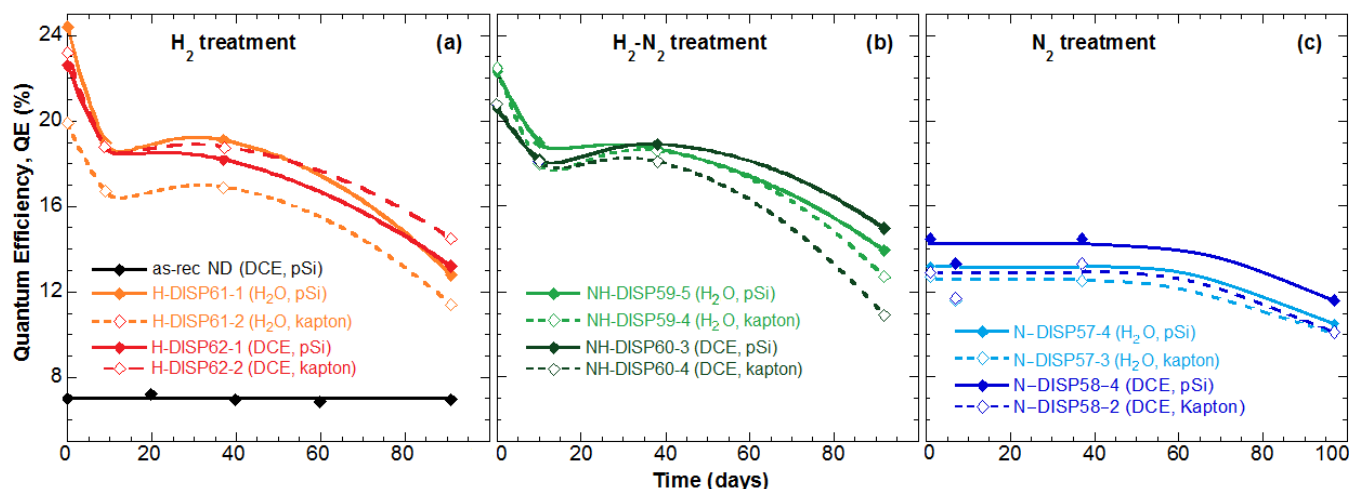 Quantum Efficiency, QE (%)
24
20
16
12
8
H₂ treatment
(a)
as-rec ND (DCE, pSi)
H-DISP61-1 (H₂O, pSi)
H-DISP61-2 (H₂O, kapton)
H-DISP62-1 (DCE, pSi)
H-DISP62-2 (DCE, kapton)
0 20 40 60 80
H₂-N₂ treatment
(b)
NH-DISP59-5 (H₂O, pSi)
NH-DISP59-4 (H₂O, kapton)
NH-DISP60-3 (DCE, pSi)
NH-DISP60-4 (DCE, kapton)
0 20 40 60 80
N₂ treatment
(c)
N–DISP57-4 (H₂O, pSi)
N–DISP57-3 (H₂O, kapton)
N–DISP58–4 (DCE, pSi)
N–DISP58–2 (DCE, Kapton)
0 20 40 60 80 100
Time (days)